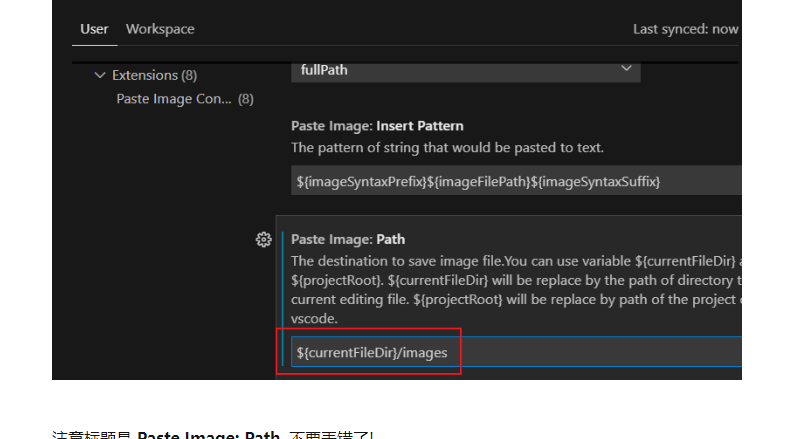 User Workspace Last synced: now
Extensions (8)
fullPath
Paste Image Con... (8)
Paste Image: Insert Pattern
The pattern of string that would be pasted to text.
${imageSyntaxPrefix}${imageFilePath}${imageSyntaxSuffix}
Paste Image: Path
The destination to save image file.You can use variable ${currentFileDir} a
${projectRoot}. ${currentFileDir} will be replace by the path of directory t
current editing file. ${projectRoot} will be replace by path of the project
vscode.
${currentFileDir}/images
注意标题是 Paste Image: Path, 不要弄错了!